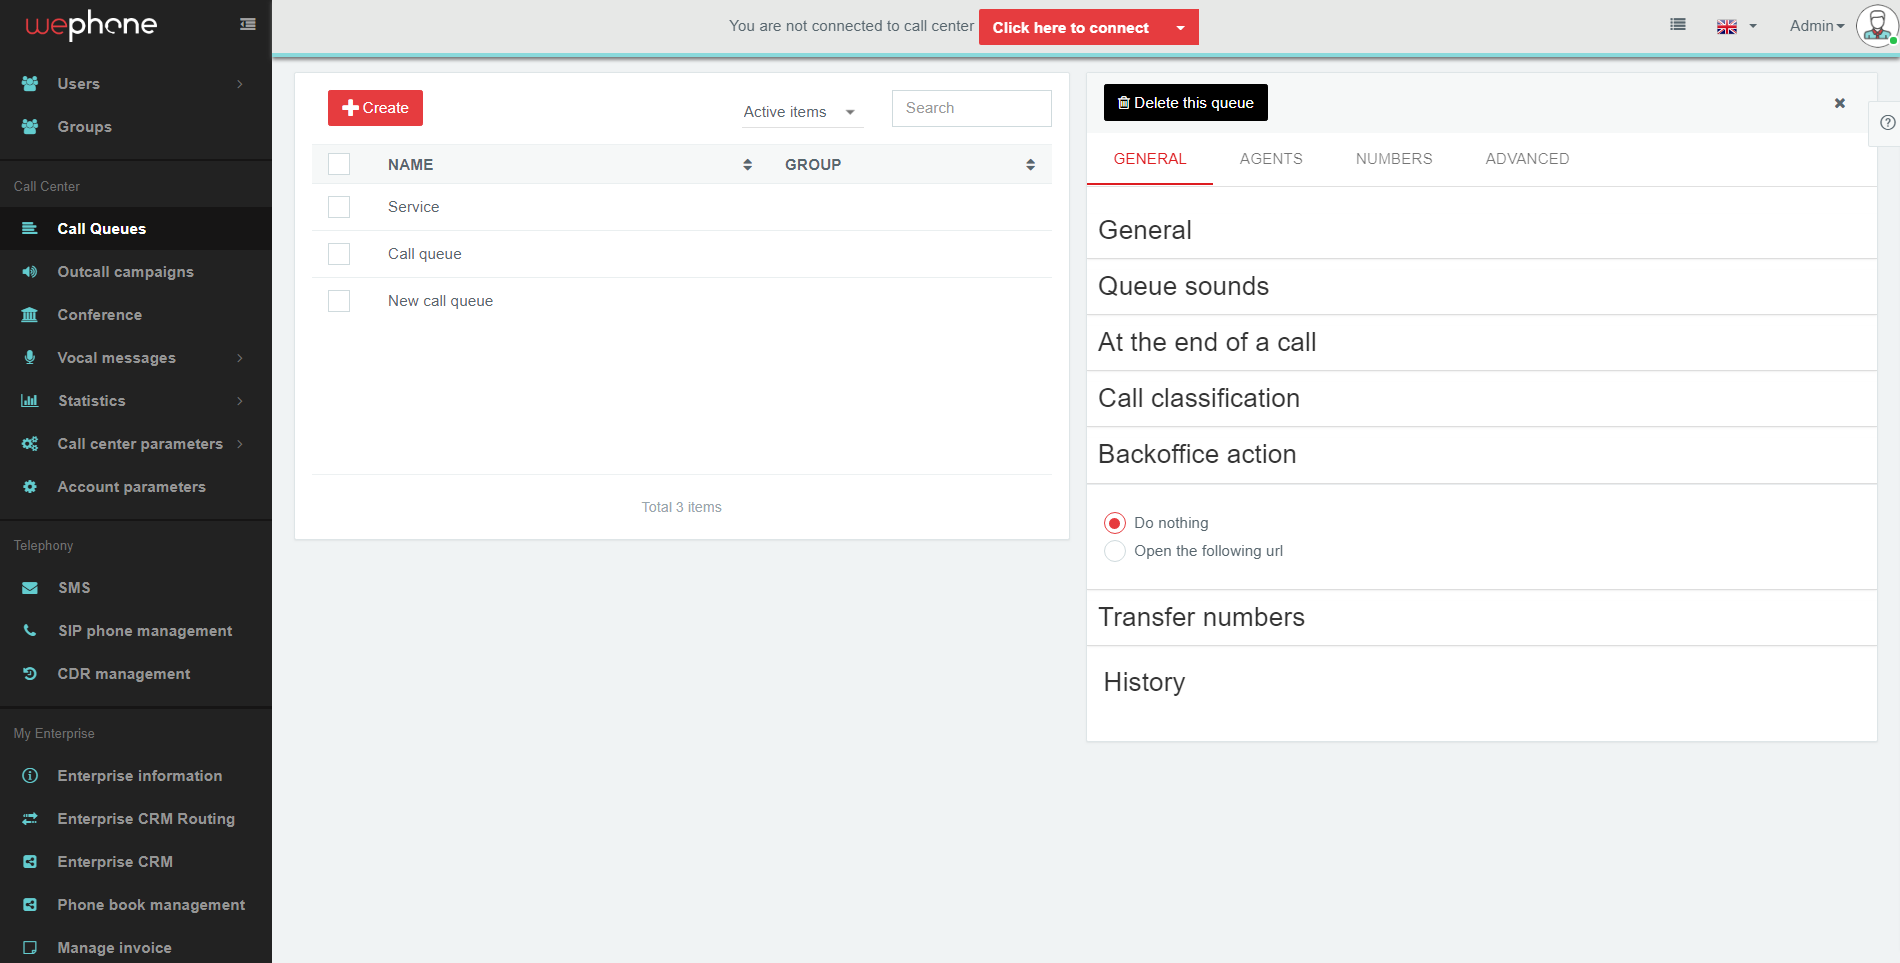 wephone
You are not connected to call center
Click here to connect
Admin
Users
Groups
Call Center
Call Queues
Outcall campaigns
Conference
Vocal messages
Statistics
Call center parameters
Account parameters
Telephony
SMS
SIP phone management
CDR management
My Enterprise
Enterprise information
Enterprise CRM Routing
Enterprise CRM
Phone book management
Manage invoice
Create
Active items
Search
NAME GROUP
Service
Call queue
New call queue
Total 3 items
Delete this queue
GENERAL AGENTS NUMBERS ADVANCED
General
Queue sounds
At the end of a call
Call classification
Backoffice action
Do nothing
Open the following url
Transfer numbers
History